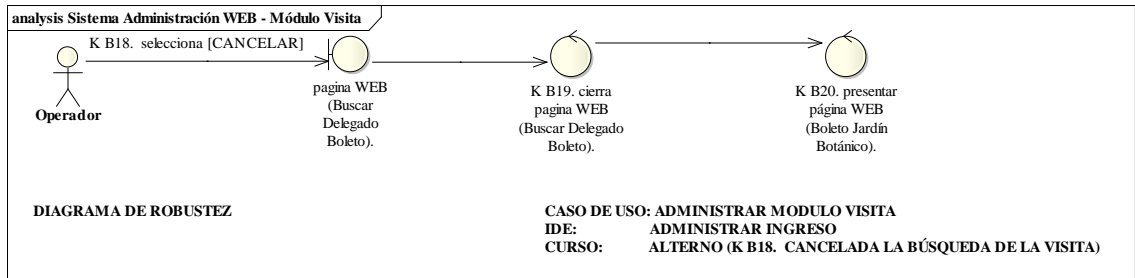 analysis Sistema Administración WEB - Módulo Visita
K B18.  selecciona [CANCELAR]
Operador
pagina WEB
(Buscar
Delegado
Boleto).
K B19. cierra
pagina WEB
(Buscar Delegado
Boleto).
K B20. presentar
página WEB
(Boleto Jardín
Botánico).
DIAGRAMA DE ROBUSTEZ
CASO DE USO: ADMINISTRAR MODULO VISITA
IDE: ADMINISTRAR INGRESO
CURSO: ALTERNO (K B18.  CANCELADA LA BÚSQUEDA DE LA VISITA)